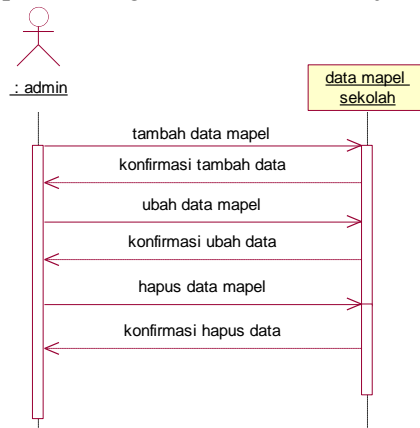 : admin
data mapel
sekolah
tambah data mapel
konfirmasi tambah data
ubah data mapel
konfirmasi ubah data
hapus data mapel
konfirmasi hapus data